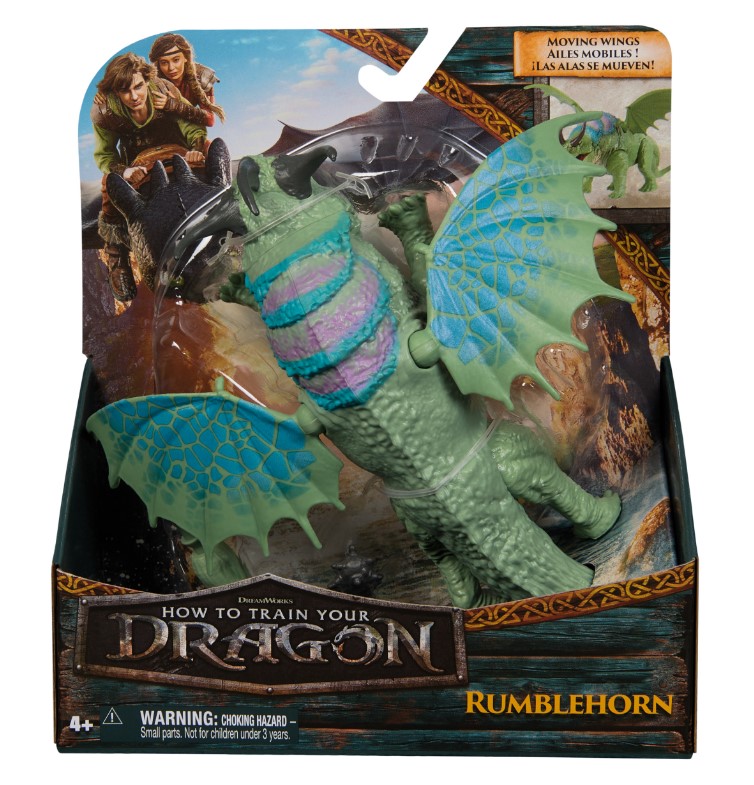 MOVING WINGS
AILES MOBILES !
¡LAS ALAS SE MUEVEN!
DREAMWORKS
HOW TO TRAIN YOUR
DRAGON
RUMBLEHORN
4+
WARNING: CHOKING HAZARD –
Small parts. Not for children under 3 years.